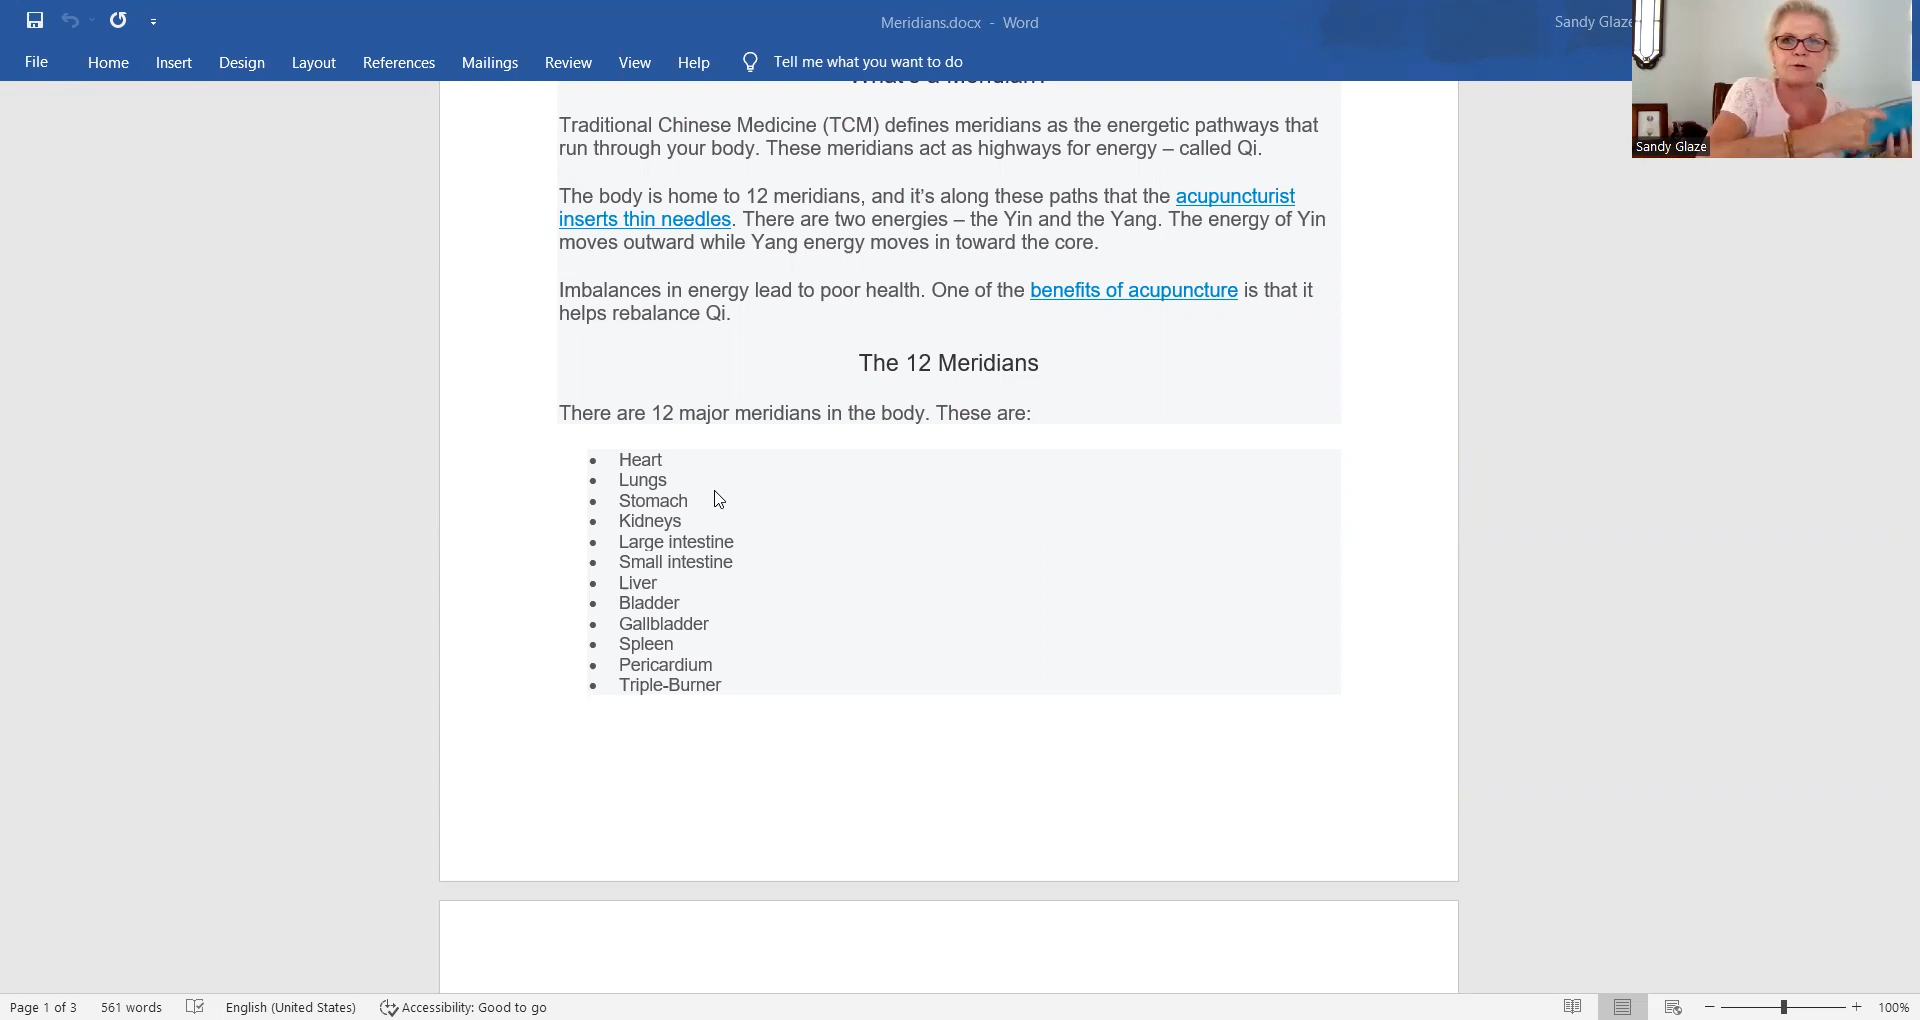 Meridians.docx - Word
Sandy Glaze
File Home Insert Design Layout References Mailings Review View Help Tell me what you want to do
Sandy Glaze
What's a Meridian?
Traditional Chinese Medicine (TCM) defines meridians as the energetic pathways that
run through your body. These meridians act as highways for energy – called Qi.
The body is home to 12 meridians, and it’s along these paths that the acupuncturist
inserts thin needles. There are two energies – the Yin and the Yang. The energy of Yin
moves outward while Yang energy moves in toward the core.
Imbalances in energy lead to poor health. One of the benefits of acupuncture is that it
helps rebalance Qi.
The 12 Meridians
There are 12 major meridians in the body. These are:
• Heart
• Lungs
• Stomach
• Kidneys
• Large intestine
• Small intestine
• Liver
• Bladder
• Gallbladder
• Spleen
• Pericardium
• Triple-Burner
Page 1 of 3 561 words English (United States) Accessibility: Good to go 100%